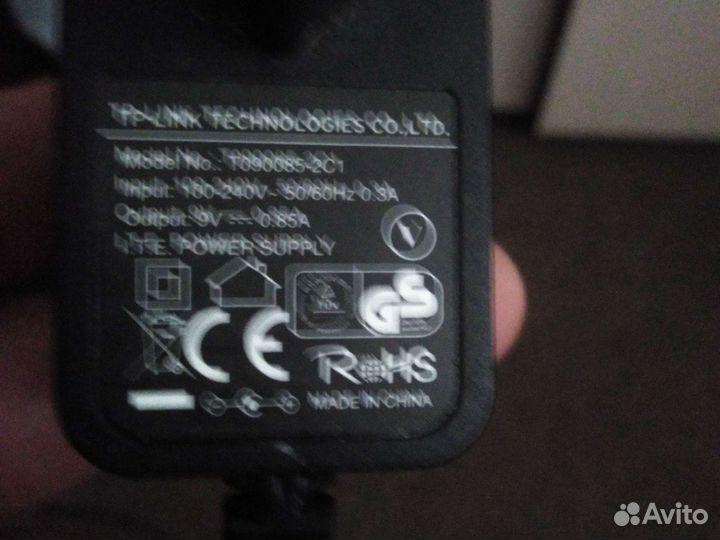 TP-LINK TECHNOLOGIES CO.,LTD.
Model No.: T090085-2C1
Input: 100-240V~ 50/60Hz 0.3A
Output: 9V 0.85A
I.T.E. POWER SUPPLY
V
GS
CE
RoHS
MADE IN CHINA
Avito